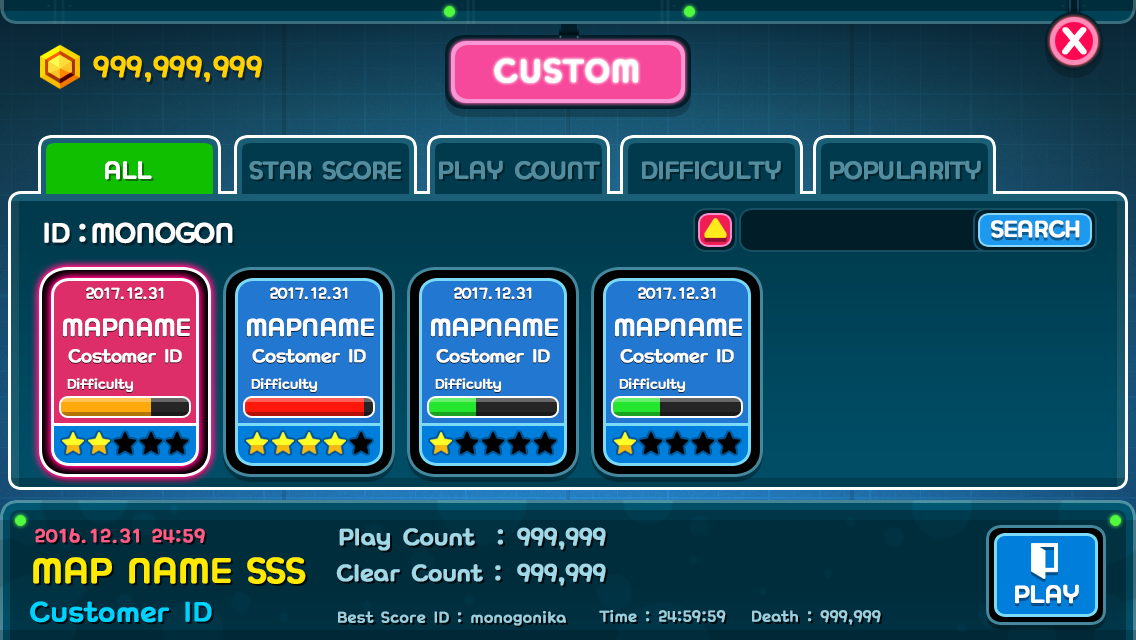 999,999,999
CUSTOM
X
ALL
STAR SCORE
PLAY COUNT
DIFFICULTY
POPULARITY
ID : MONOGON
SEARCH
2017.12.31
MAPNAME
Costomer ID
Difficulty
2017.12.31
MAPNAME
Costomer ID
Difficulty
2017.12.31
MAPNAME
Costomer ID
Difficulty
2017.12.31
MAPNAME
Costomer ID
Difficulty
2016.12.31 24:59
MAP NAME SSS
Customer ID
Play Count : 999,999
Clear Count : 999,999
Best Score ID : monogonika Time : 24:59:59 Death : 999,999
PLAY